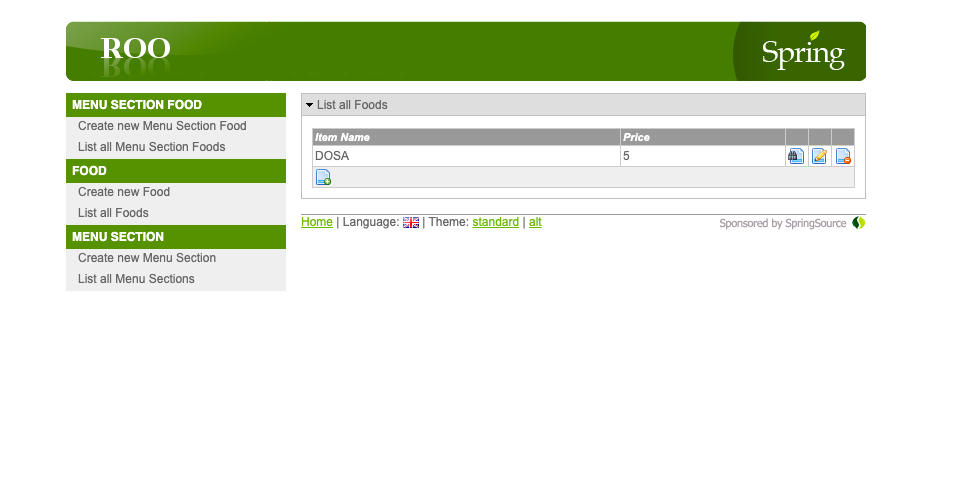 ROO
Spring
MENU SECTION FOOD
Create new Menu Section Food
List all Menu Section Foods
FOOD
Create new Food
List all Foods
MENU SECTION
Create new Menu Section
List all Menu Sections
List all Foods
Item Name Price
DOSA 5
Home | Language: | Theme: standard | alt
Sponsored by SpringSource